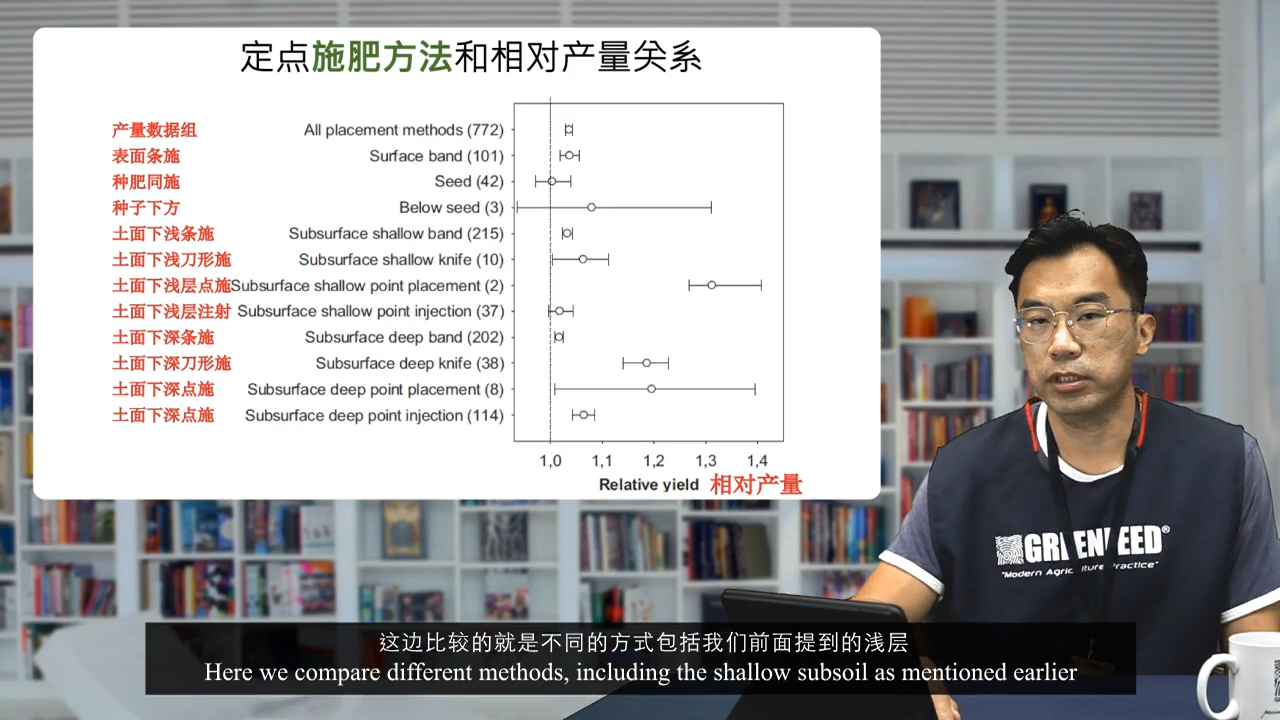 定点施肥方法和相对产量关系
产量数据组 All placement methods (772)
表面条施 Surface band (101)
种肥同施 Seed (42)
种子下方 Below seed (3)
土面下浅条施 Subsurface shallow band (215)
土面下浅刀形施 Subsurface shallow knife (10)
土面下浅层点施 Subsurface shallow point placement (2)
土面下浅层注射 Subsurface shallow point injection (37)
土面下深条施 Subsurface deep band (202)
土面下深刀形施 Subsurface deep knife (38)
土面下深点施 Subsurface deep point placement (8)
土面下深点施 Subsurface deep point injection (114)
1,0 1,1 1,2 1,3 1,4
Relative yield 相对产量
"Modern Agric ture ractice"
这边比较的就是不同的方式包括我们前面提到的浅层
Here we compare different methods, including the shallow subsoil as mentioned earlier